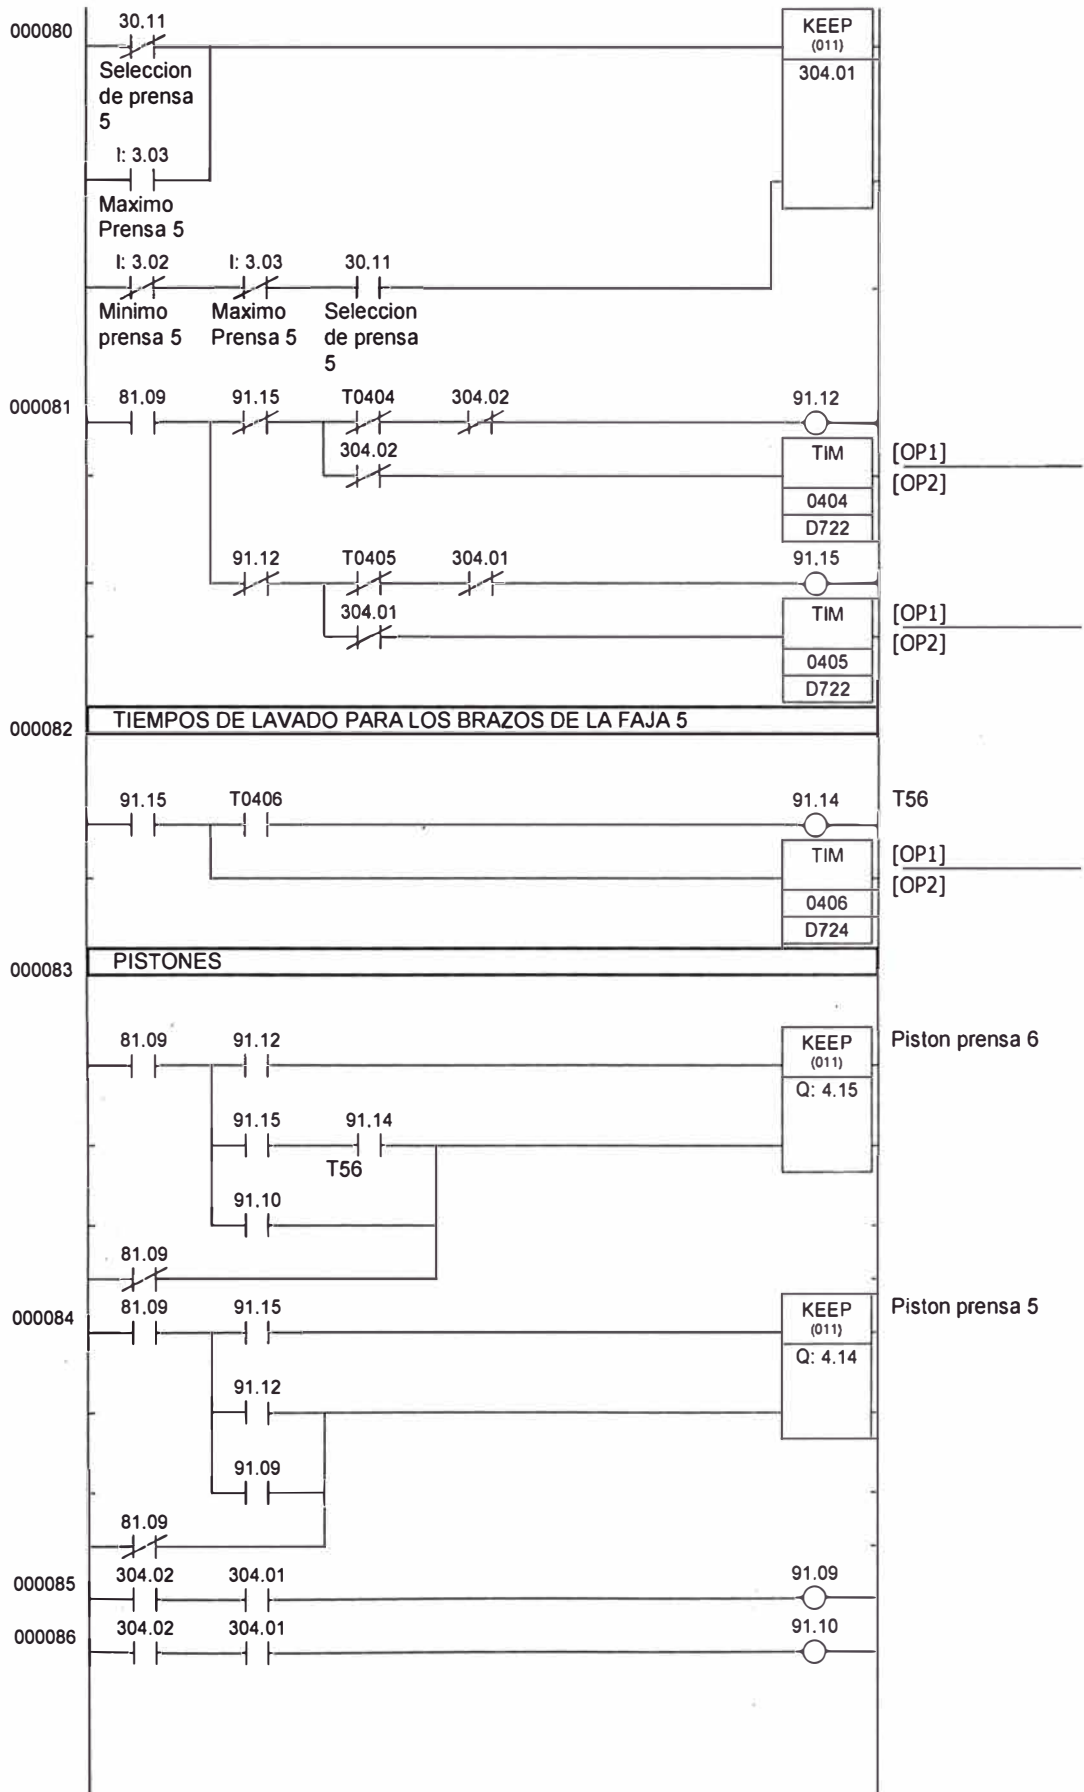 000080
30.11
KEEP
(011)
304.01
Seleccion
de prensa
5
I: 3.03
Maximo
Prensa 5
I: 3.02 I: 3.03 30.11
Minimo Maximo Seleccion
prensa 5 Prensa 5 de prensa
5
000081
81.09 91.15 T0404 304.02 91.12
304.02 TIM [OP1]
[OP2]
0404
D722
91.12 T0405 304.01 91.15
304.01 TIM [OP1]
[OP2]
0405
D722
000082 TIEMPOS DE LAVADO PARA LOS BRAZOS DE LA FAJA 5
91.15 T0406 91.14 T56
TIM [OP1]
[OP2]
0406
D724
000083 PISTONES
81.09 91.12 KEEP Piston prensa 6
(011)
Q: 4.15
91.15 91.14
T56
91.10
81.09
000084 81.09 91.15 KEEP Piston prensa 5
(011)
Q: 4.14
91.12
91.09
81.09
000085 304.02 304.01 91.09
000086 304.02 304.01 91.10